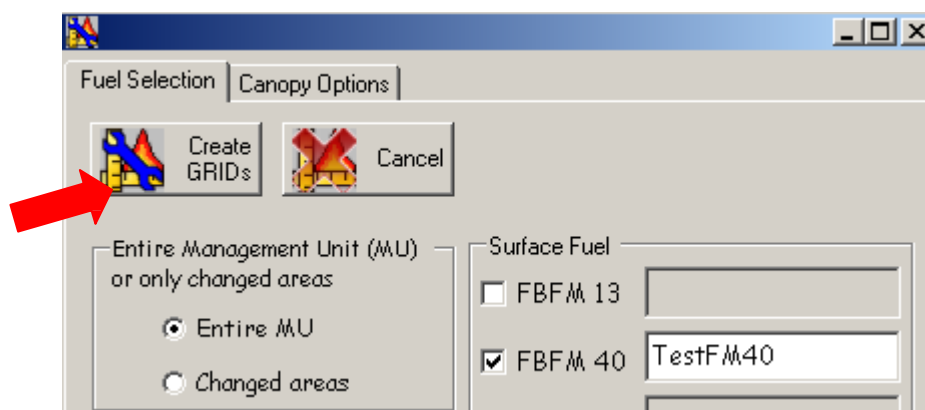 Fuel Selection
Canopy Options
Create
GRIDs
Cancel
Entire Management Unit (MU)
or only changed areas
Entire MU
Changed areas
Surface Fuel
FBFM 13
FBFM 40
TestFM40